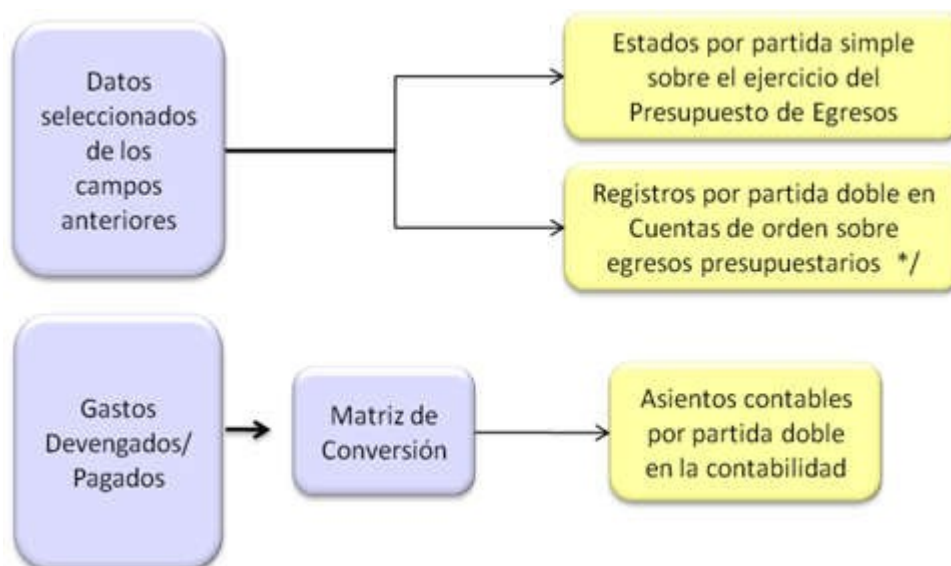 Datos
seleccionados
de los
campos
anteriores
Estados por partida simple
sobre el ejercicio del
Presupuesto de Egresos
Registros por partida doble en
Cuentas de orden sobre
egresos presupuestarios */
Gastos
Devengados/
Pagados
Matriz de
Conversión
Asientos contables
por partida doble
en la contabilidad